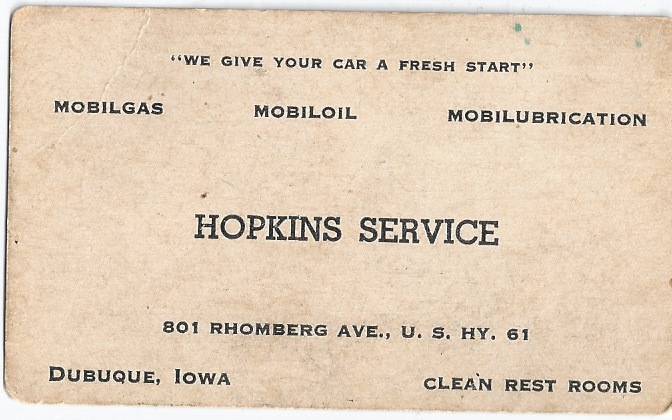 "WE GIVE YOUR CAR A FRESH START"
MOBILGAS MOBILOIL MOBILUBRICATION
HOPKINS SERVICE
801 RHOMBERG AVE., U. S. HY. 61
DUBUQUE, IOWA CLEAN REST ROOMS